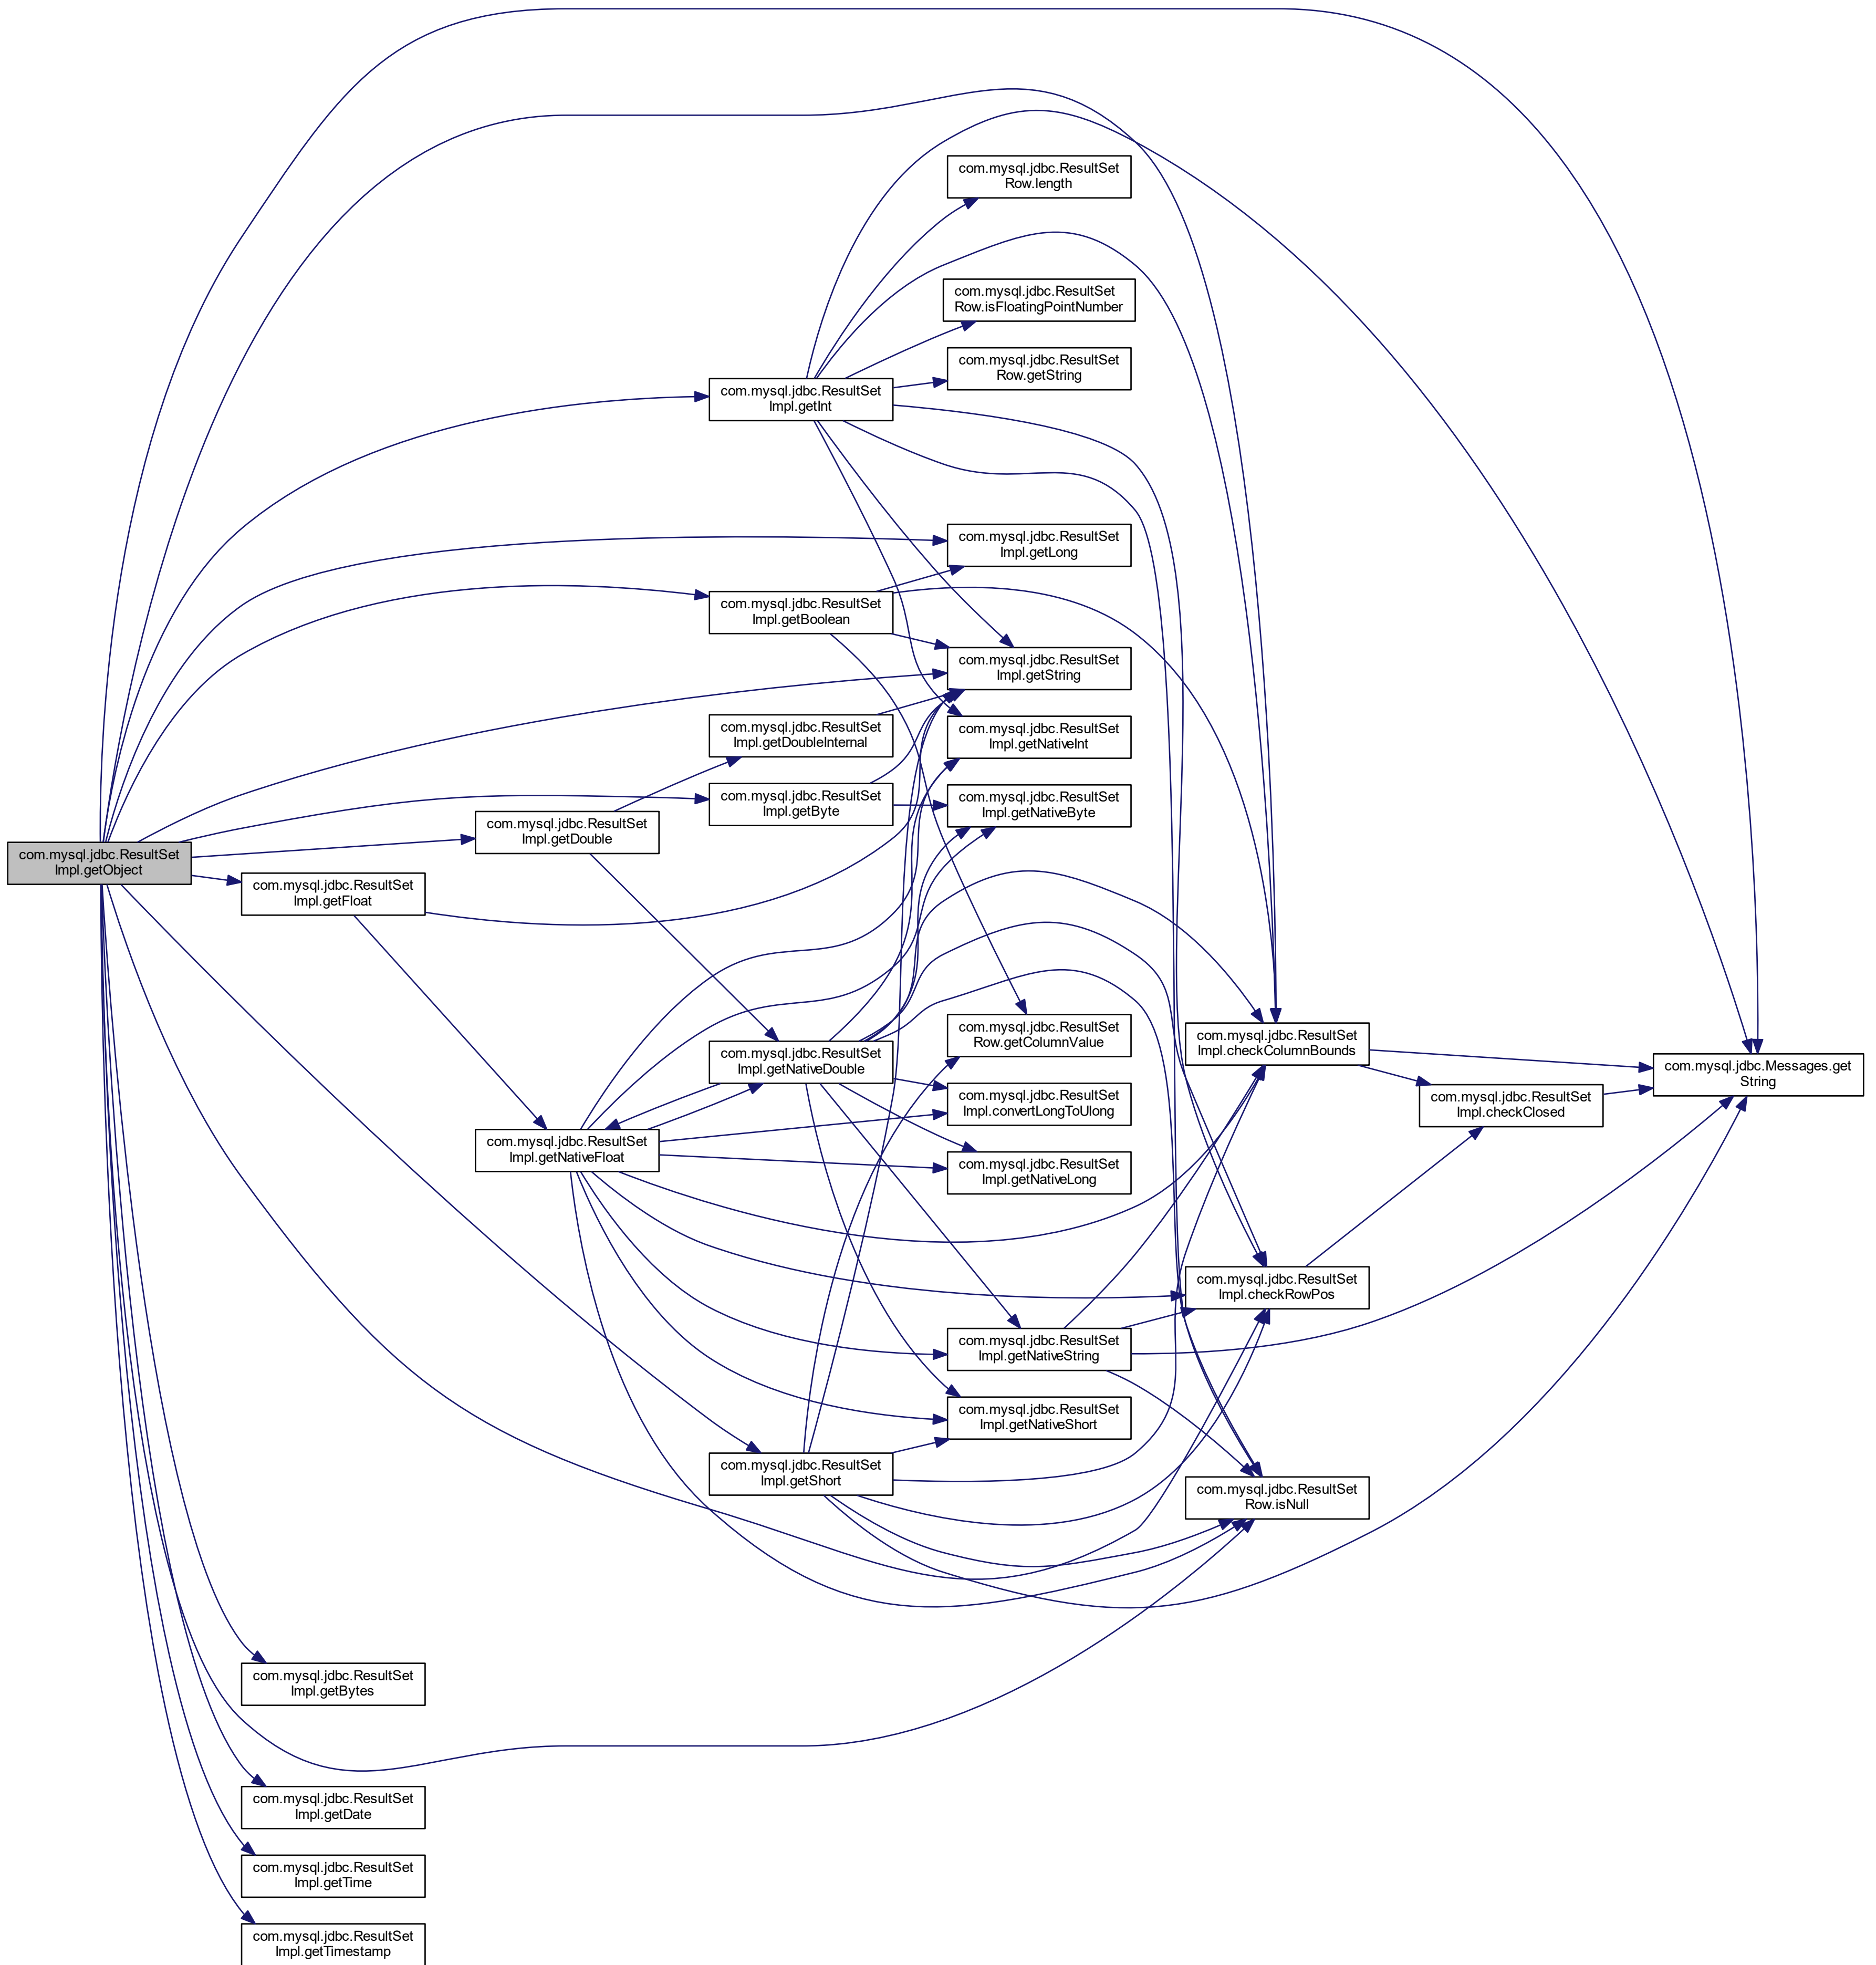 com.mysql.jdbc.ResultSet
Row.length
com.mysql.jdbc.ResultSet
Row.isFloatingPointNumber
com.mysql.jdbc.ResultSet
Row.getString
com.mysql.jdbc.ResultSet
Impl.getInt
com.mysql.jdbc.ResultSet
Impl.getLong
com.mysql.jdbc.ResultSet
Impl.getBoolean
com.mysql.jdbc.ResultSet
Impl.getString
com.mysql.jdbc.ResultSet
Impl.getDoubleInternal
com.mysql.jdbc.ResultSet
Impl.getNativeInt
com.mysql.jdbc.ResultSet
Impl.getByte
com.mysql.jdbc.ResultSet
Impl.getNativeByte
com.mysql.jdbc.ResultSet
Impl.getDouble
com.mysql.jdbc.ResultSet
Impl.getObject
com.mysql.jdbc.ResultSet
Impl.getFloat
com.mysql.jdbc.ResultSet
Row.getColumnValue
com.mysql.jdbc.ResultSet
Impl.checkColumnBounds
com.mysql.jdbc.ResultSet
Impl.getNativeDouble
com.mysql.jdbc.Messages.get
String
com.mysql.jdbc.ResultSet
Impl.convertLongToUlong
com.mysql.jdbc.ResultSet
Impl.checkClosed
com.mysql.jdbc.ResultSet
Impl.getNativeFloat
com.mysql.jdbc.ResultSet
Impl.getNativeLong
com.mysql.jdbc.ResultSet
Impl.checkRowPos
com.mysql.jdbc.ResultSet
Impl.getNativeString
com.mysql.jdbc.ResultSet
Impl.getNativeShort
com.mysql.jdbc.ResultSet
Impl.getShort
com.mysql.jdbc.ResultSet
Row.isNull
com.mysql.jdbc.ResultSet
Impl.getBytes
com.mysql.jdbc.ResultSet
Impl.getDate
com.mysql.jdbc.ResultSet
Impl.getTime
com.mysql.jdbc.ResultSet
Impl.getTimestamp